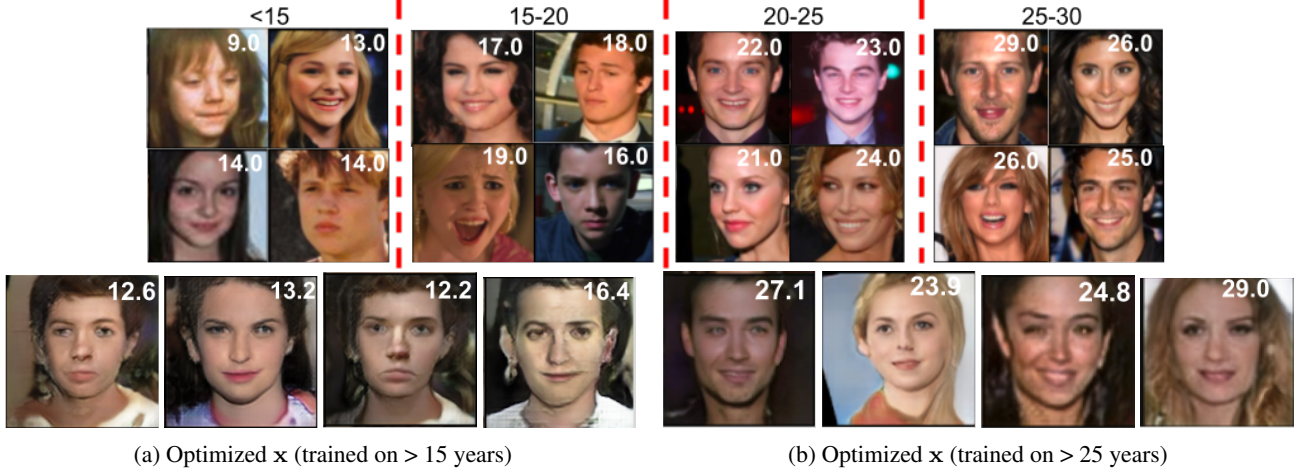 <15 15-20 20-25 25-30
9.0 13.0 17.0 18.0 22.0 23.0 29.0 26.0
14.0 14.0 19.0 16.0 21.0 24.0 26.0 25.0
12.6 13.2 12.2 16.4 27.1 23.9 24.8 29.0
(a) Optimized x (trained on > 15 years) (b) Optimized x (trained on > 25 years)